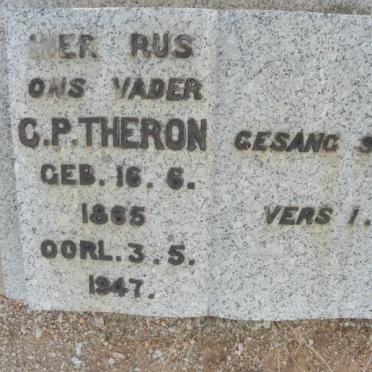 HIER RUS
ONS VADER
C.P. THERON
GEB. 16. 6.
1865
OORL. 3. 5.
1947.
GESANG
VERS 1.